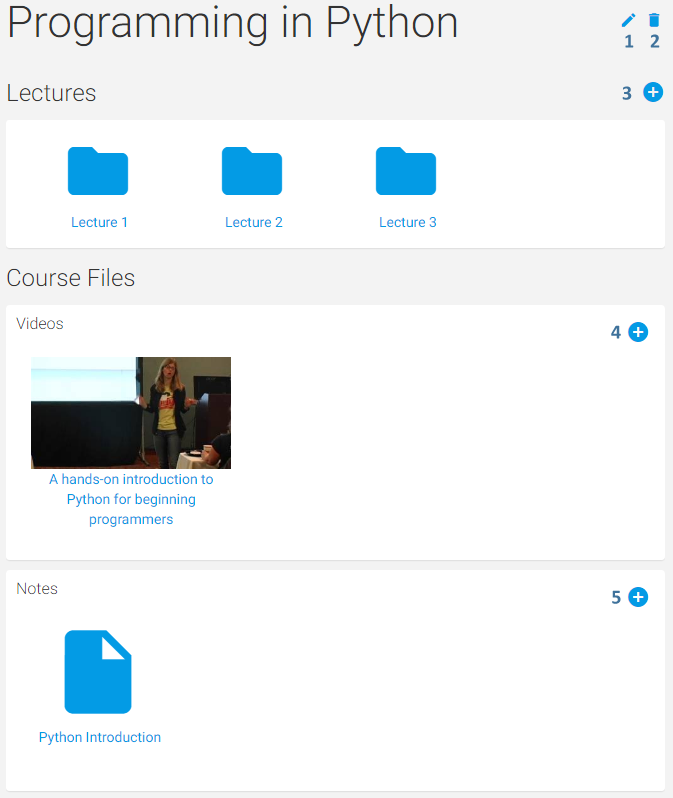 Programming in Python
1 2
Lectures
3
Lecture 1 Lecture 2 Lecture 3
Course Files
Videos
4
A hands-on introduction to
Python for beginning
programmers
Notes
5
Python Introduction